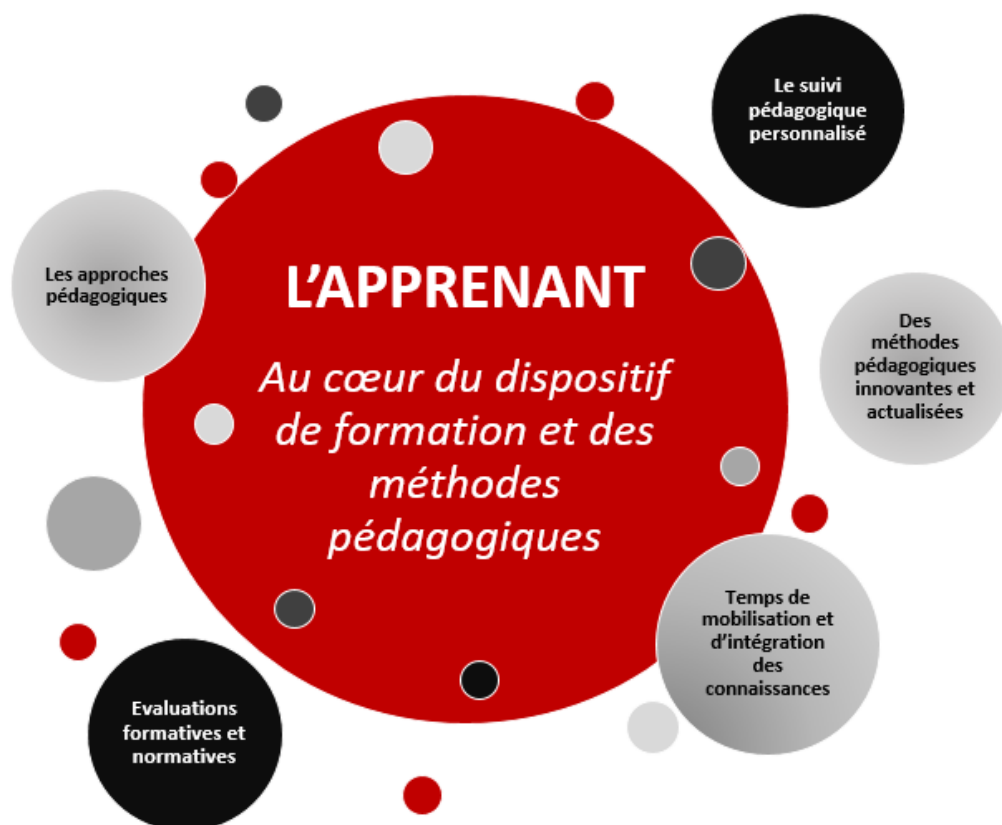 Le suivi
pédagogique
personnalisé
Les approches
pédagogiques
L’APPRENANT
Au cœur du dispositif
de formation et des
méthodes
pédagogiques
Des
méthodes
pédagogiques
innovantes et
actualisées
Temps de
mobilisation et
d’intégration
des
connaissances
Evaluations
formatives et
normatives